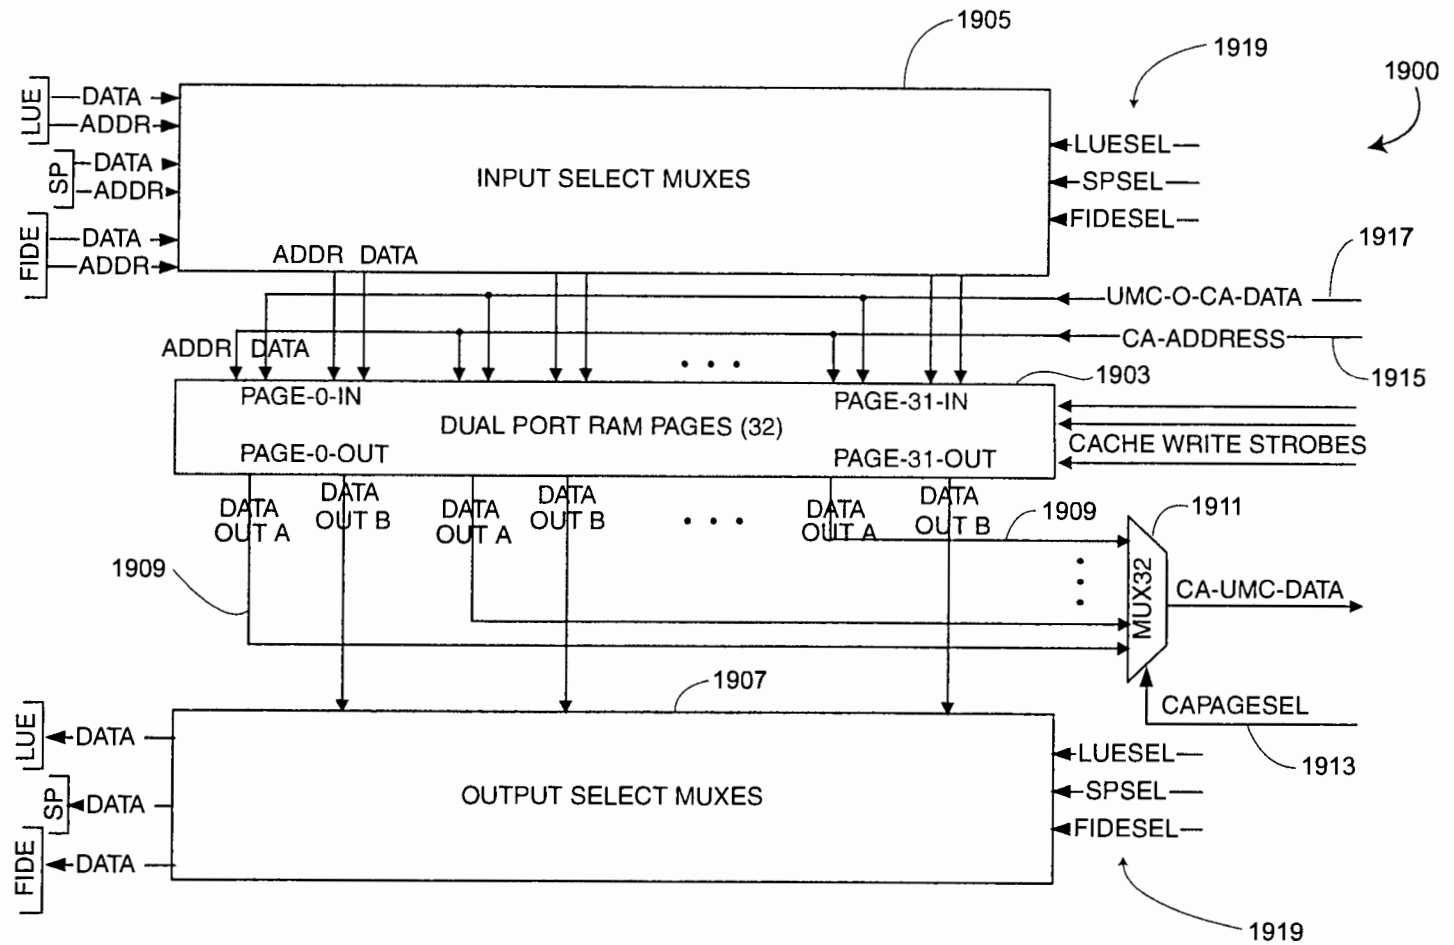 1905
1919
1900
LUE
DATA
ADDR
SP
DATA
ADDR
FIDE
DATA
ADDR
INPUT SELECT MUXES
LUESEL
SPSEL
FIDESEL
ADDR DATA
1917
UMC-O-CA-DATA
CA-ADDRESS
1915
ADDR DATA
1903
PAGE-0-IN
PAGE-31-IN
DUAL PORT RAM PAGES (32)
PAGE-0-OUT
PAGE-31-OUT
CACHE WRITE STROBES
DATA
OUT A
DATA
OUT B
DATA
OUT A
DATA
OUT B
DATA
OUT A
DATA
OUT B
1909
1911
1909
MUX32
CA-UMC-DATA
1907
CAPAGESEL
1913
LUE
DATA
SP
DATA
FIDE
DATA
OUTPUT SELECT MUXES
LUESEL
SPSEL
FIDESEL
1919